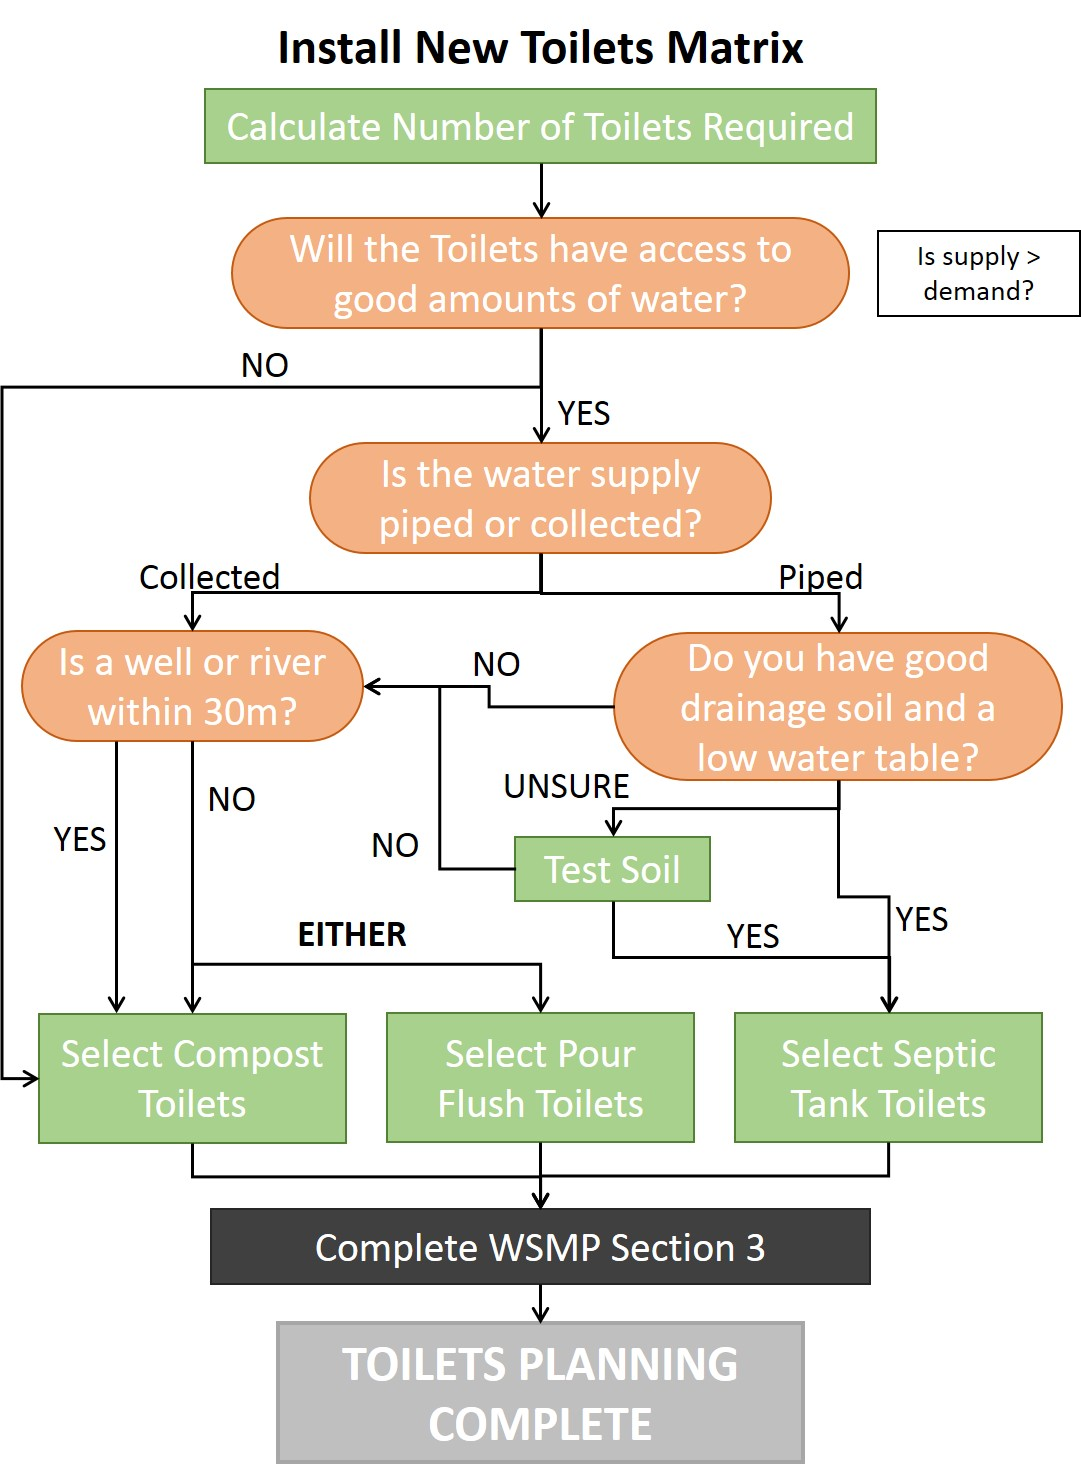 Install New Toilets Matrix
Calculate Number of Toilets Required
Will the Toilets have access to
good amounts of water?
Is supply >
demand?
NO
YES
Is the water supply
piped or collected?
Collected
Piped
Is a well or river
within 30m?
NO
Do you have good
drainage soil and a
low water table?
UNSURE
NO
YES
NO
Test Soil
EITHER
YES
YES
Select Compost
Toilets
Select Pour
Flush Toilets
Select Septic
Tank Toilets
Complete WSMP Section 3
TOILETS PLANNING
COMPLETE